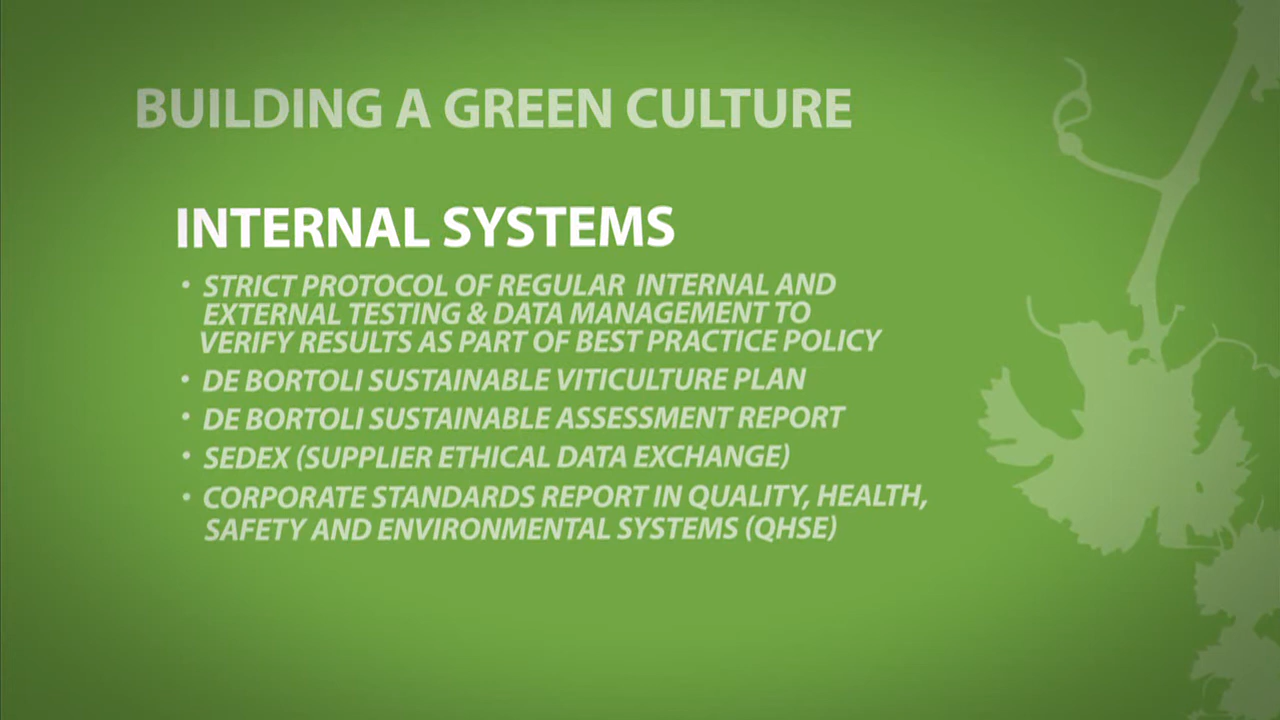 BUILDING A GREEN CULTURE
INTERNAL SYSTEMS
• STRICT PROTOCOL OF REGULAR INTERNAL AND
EXTERNAL TESTING & DATA MANAGEMENT TO
VERIFY RESULTS AS PART OF BEST PRACTICE POLICY
• DE BORTOLI SUSTAINABLE VITICULTURE PLAN
• DE BORTOLI SUSTAINABLE ASSESSMENT REPORT
• SEDEX (SUPPLIER ETHICAL DATA EXCHANGE)
• CORPORATE STANDARDS REPORT IN QUALITY, HEALTH,
SAFETY AND ENVIRONMENTAL SYSTEMS (QHSE)